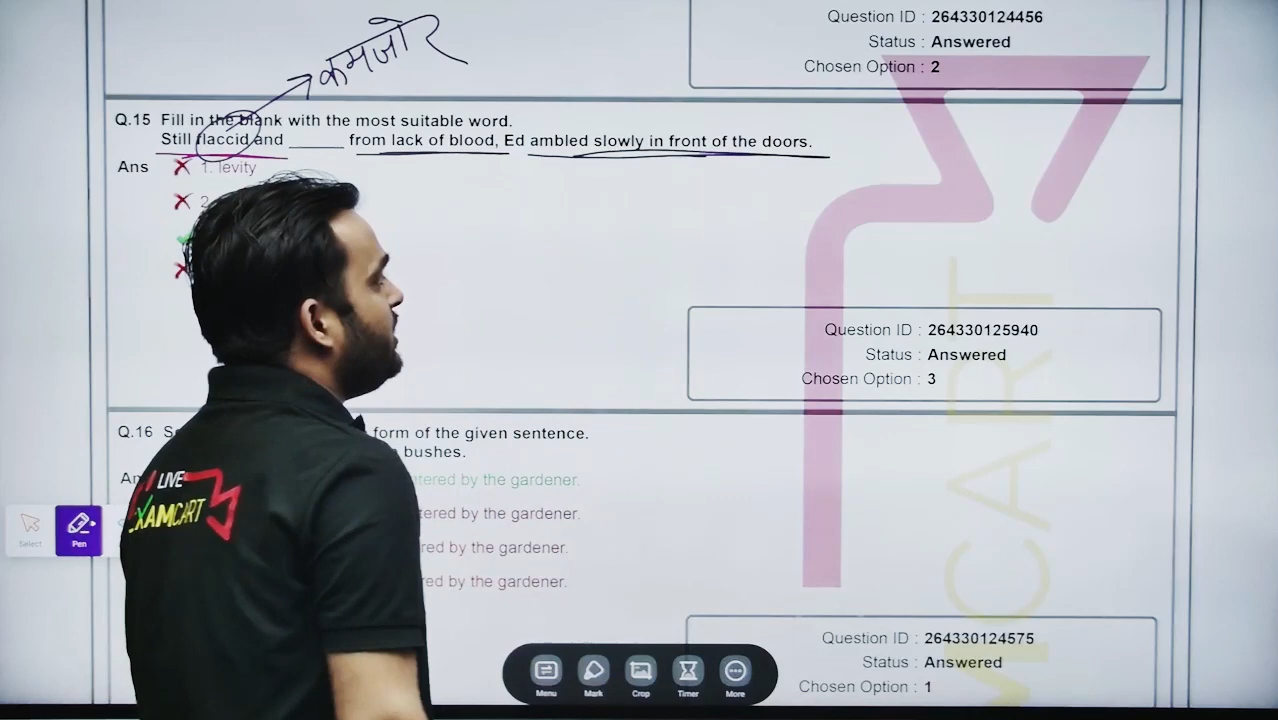 Question ID : 264330124456
Status : Answered
Chosen Option : 2
कमजोर
Q.15 Fill in the blank with the most suitable word.
Still flaccid and ______ from lack of blood, Ed ambled slowly in front of the doors.
Ans 1. levity
2
Question ID : 264330125940
Status : Answered
Chosen Option : 3
Q.16 form of the given sentence.
bushes.
tered by the gardener.
tered by the gardener.
red by the gardener.
red by the gardener.
Question ID : 264330124575
Status : Answered
Chosen Option : 1
LIVE
EXAMCART
MCART
Select
Pen
Menu
Mark
Crop
Timer
More